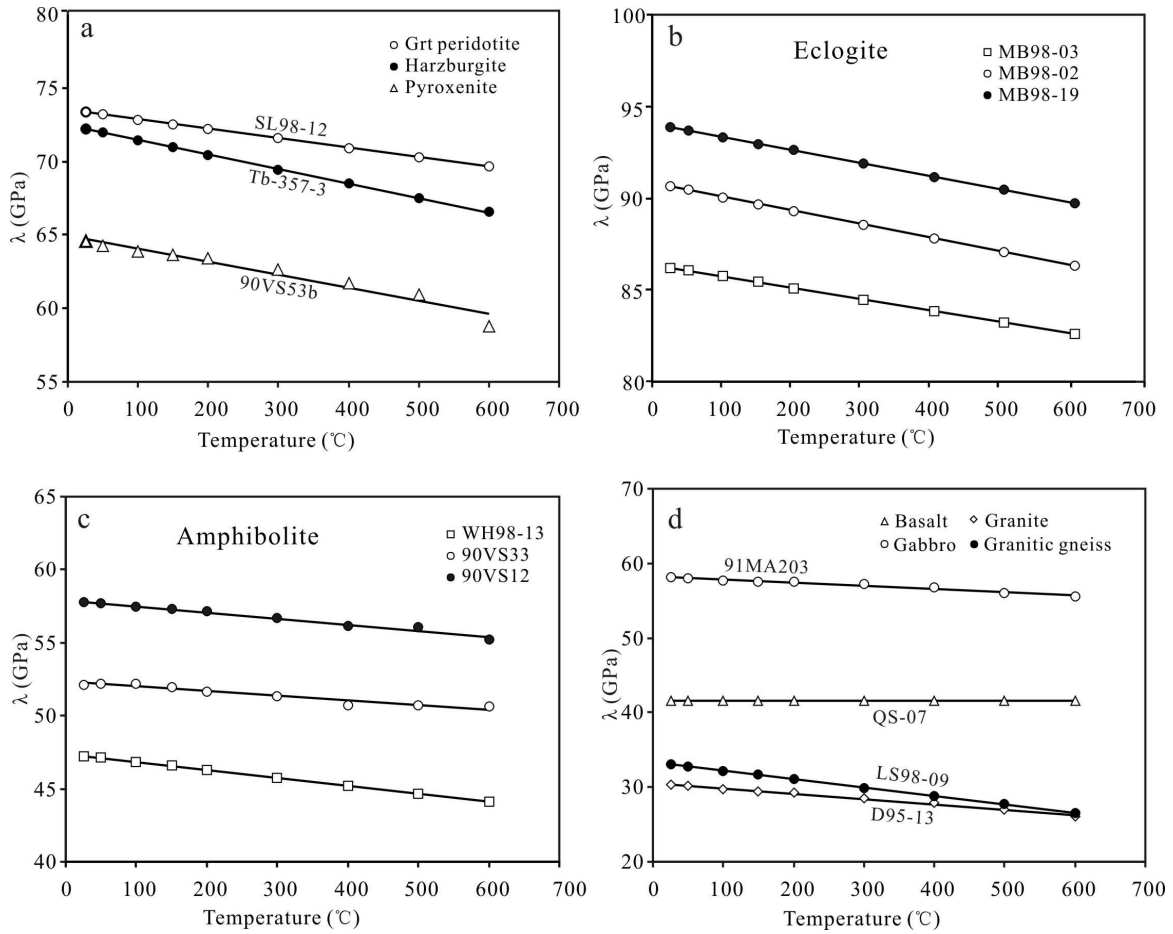 a
○ Grt peridotite
● Harzburgite
△ Pyroxenite
80
75
70
65
60
55
λ (GPa)
SL98-12
Tb-357-3
90VS53b
0 100 200 300 400 500 600 700
Temperature (℃)
b
Eclogite
□ MB98-03
○ MB98-02
● MB98-19
100
95
90
85
80
λ (GPa)
0 100 200 300 400 500 600 700
Temperature (℃)
c
Amphibolite
□ WH98-13
○ 90VS33
● 90VS12
65
60
55
50
45
40
λ (GPa)
0 100 200 300 400 500 600 700
Temperature (℃)
d
△ Basalt ◇ Granite
○ Gabbro ● Granitic gneiss
70
60
50
40
30
20
λ (GPa)
91MA203
QS-07
LS98-09
D95-13
0 100 200 300 400 500 600 700
Temperature (℃)